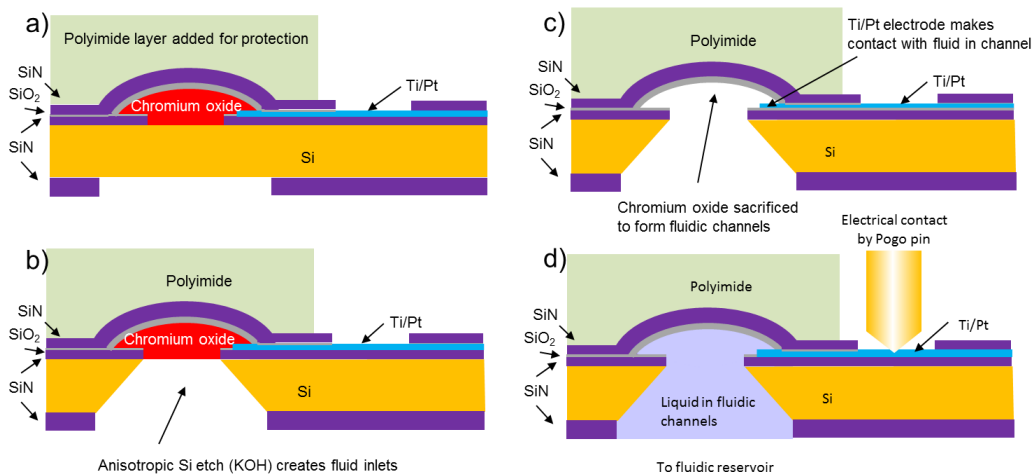 a)
Polyimide layer added for protection
SiN
SiO2
Ti/Pt
Chromium oxide
SiN
Si
b)
Polyimide
SiN
SiO2
Ti/Pt
Chromium oxide
SiN
Si
Anisotropic Si etch (KOH) creates fluid inlets
c)
Ti/Pt electrode makes
contact with fluid in channel
Polyimide
SiN
SiO2
Ti/Pt
SiN
Si
Chromium oxide sacrificed
to form fluidic channels
Electrical contact
by Pogo pin
d)
Polyimide
SiN
SiO2
Ti/Pt
SiN
Si
Liquid in fluidic
channels
To fluidic reservoir